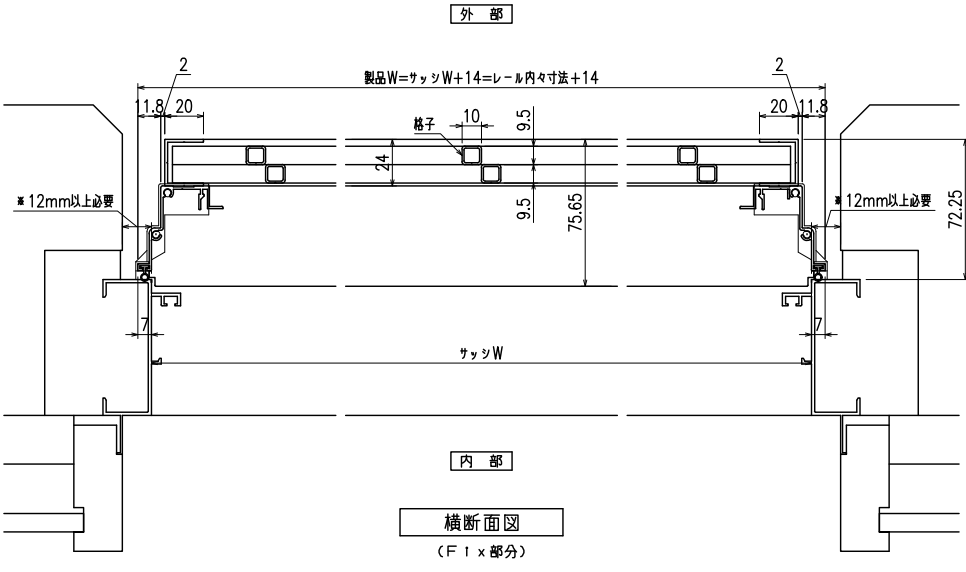 外 部
2
2
製品W=サッシW+14=レール内々寸法+14
11.8
20
20
11.8
格子
10
9.5
24
9.5
75.65
72.25
※12mm以上必要
※12mm以上必要
7
7
サッシW
内 部
横断面図
(F1x部分)